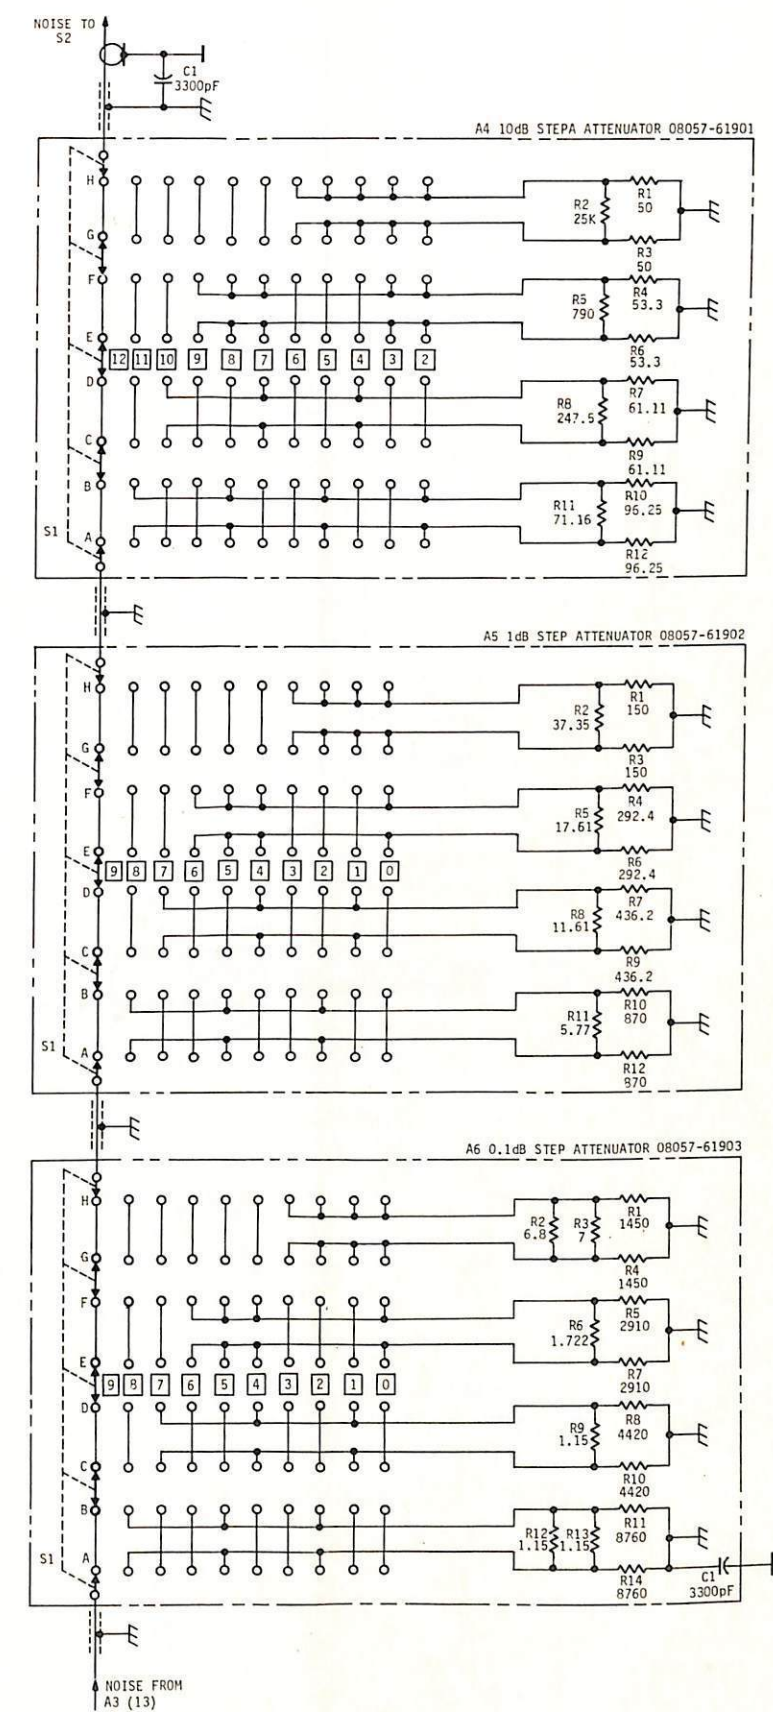 NOISE TO
S2
C1
3300pF
A4 10dB STEPA ATTENUATOR 08057-61901
H
G
F
E
D
C
B
A
S1
12 11 10 9 8 7 6 5 4 3 2
R1
50
R2
25K
R3
50
R4
53.3
R5
790
R6
53.3
R7
61.11
R8
247.5
R9
61.11
R10
96.25
R11
71.16
R12
96.25
A5 1dB STEP ATTENUATOR 08057-61902
H
G
F
E
D
C
B
A
S1
9 8 7 6 5 4 3 2 1 0
R1
150
R2
37.35
R3
150
R4
292.4
R5
17.61
R6
292.4
R7
436.2
R8
11.61
R9
436.2
R10
870
R11
5.77
R12
870
A6 0.1dB STEP ATTENUATOR 08057-61903
H
G
F
E
D
C
B
A
S1
9 8 7 6 5 4 3 2 1 0
R1
1450
R2
6.8
R3
7
R4
1450
R5
2910
R6
1.722
R7
2910
R8
4420
R9
1.15
R10
4420
R11
8760
R12
1.15
R13
1.15
R14
8760
C1
3300pF
NOISE FROM
A3 (13)